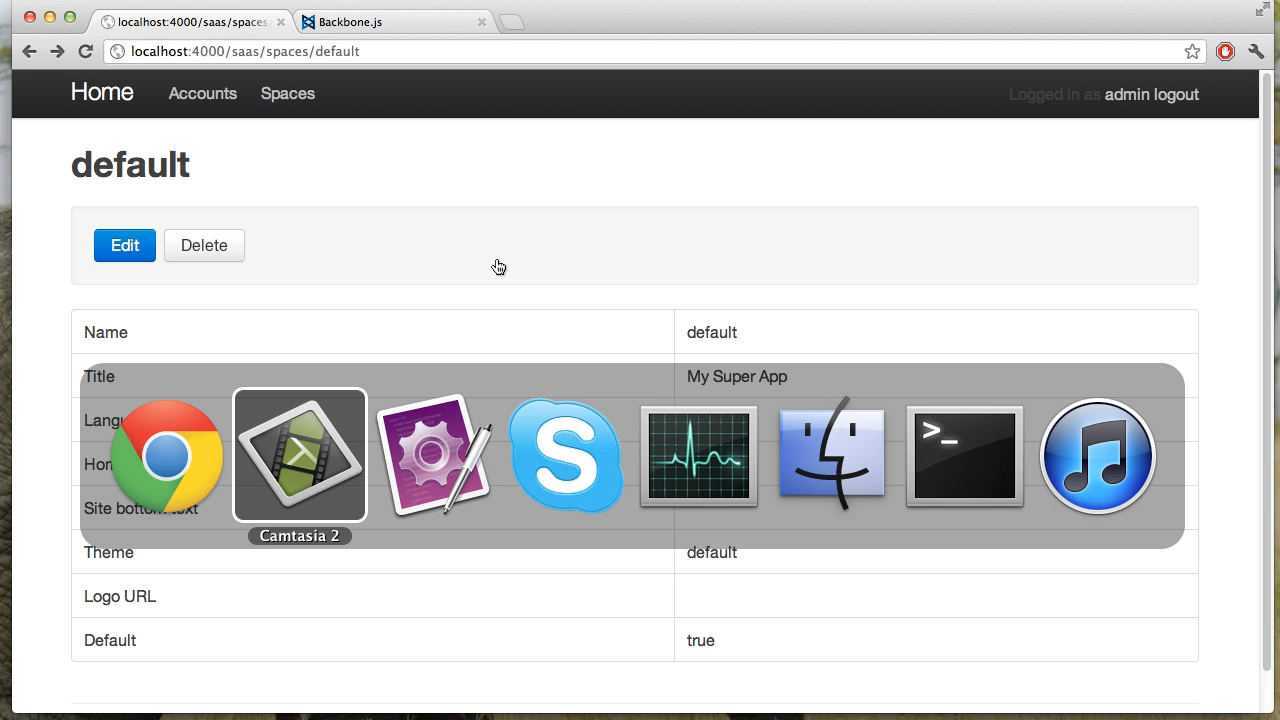 localhost:4000/saas/spaces
Backbone.js
localhost:4000/saas/spaces/default
Home Accounts Spaces Logged in as admin logout
default
Edit Delete
Name default
Title My Super App
Site bottom text
Camtasia 2
Theme default
Logo URL
Default true